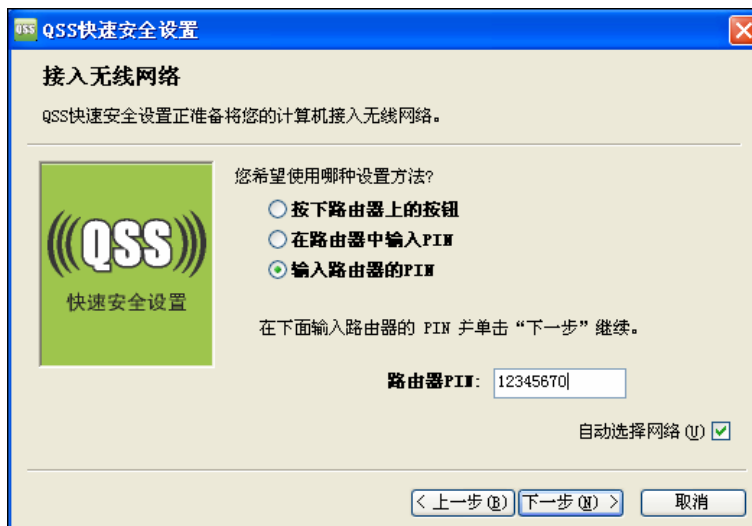 QSS QSS快速安全设置
接入无线网络
QSS快速安全设置正准备将您的计算机接入无线网络。
QSS
快速安全设置
您希望使用哪种设置方法?
按下路由器上的按钮
在路由器中输入PIN
输入路由器的PIN
在下面输入路由器的 PIN 并单击“下一步”继续。
路由器PIN: 12345670
自动选择网络(U)
< 上一步(B) 下一步(N) > 取消